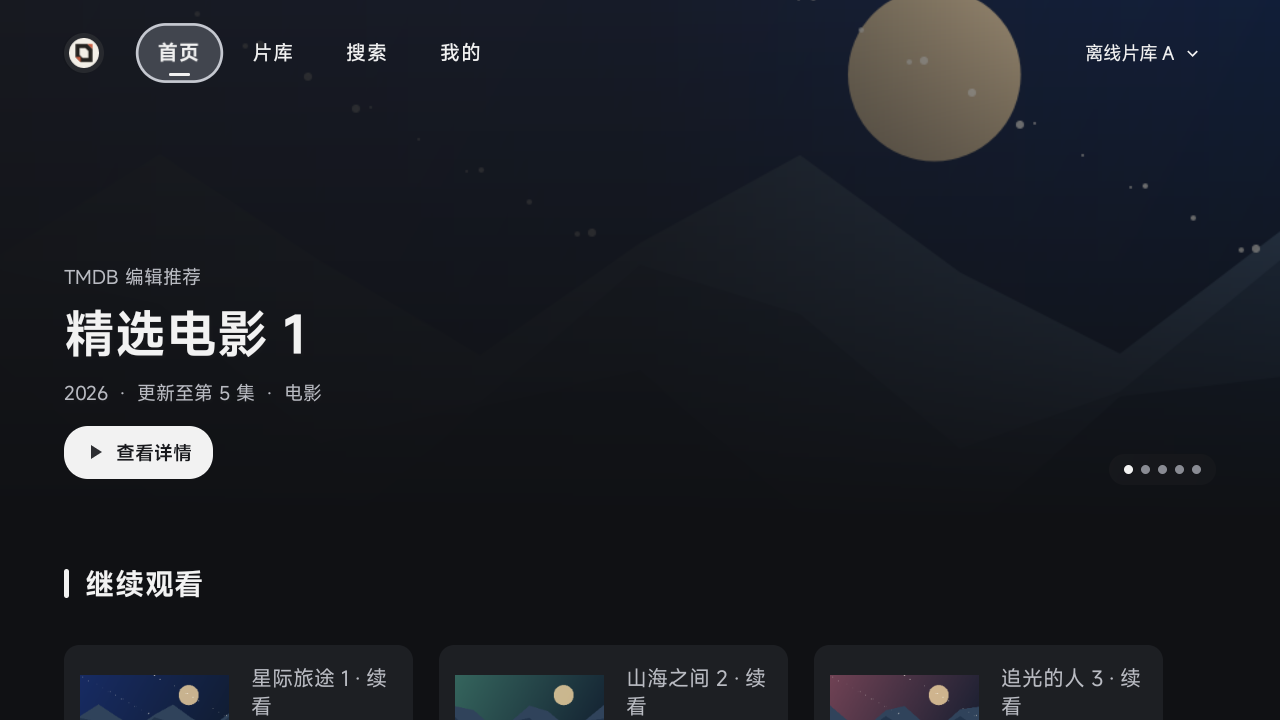 首页
片库
搜索
我的
离线片库 A
TMDB 编辑推荐
精选电影 1
2026 · 更新至第 5 集 · 电影
查看详情
继续观看
星际旅途 1 · 续
看
山海之间 2 · 续
看
追光的人 3 · 续
看